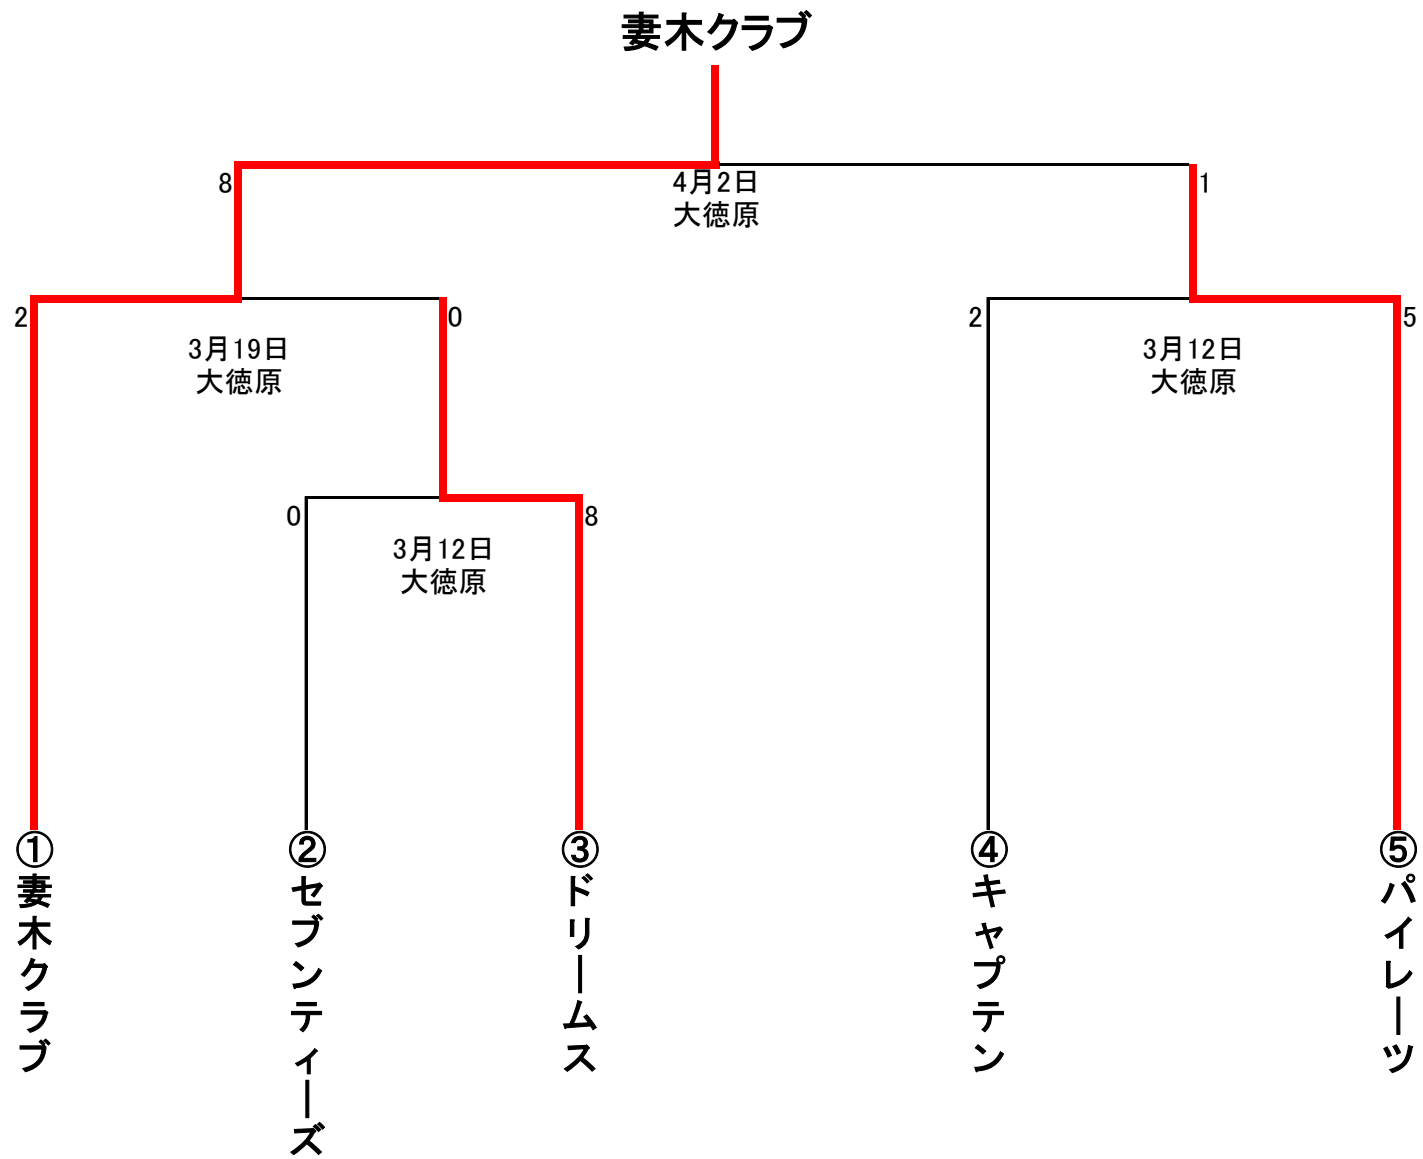 妻木クラブ
8
4月2日
大徳原
1
2
3月19日
大徳原
0
2
3月12日
大徳原
5
0
3月12日
大徳原
8
①妻木クラブ
②セブンティーズ
③ドリームス
④キャプテン
⑤パイレーツ